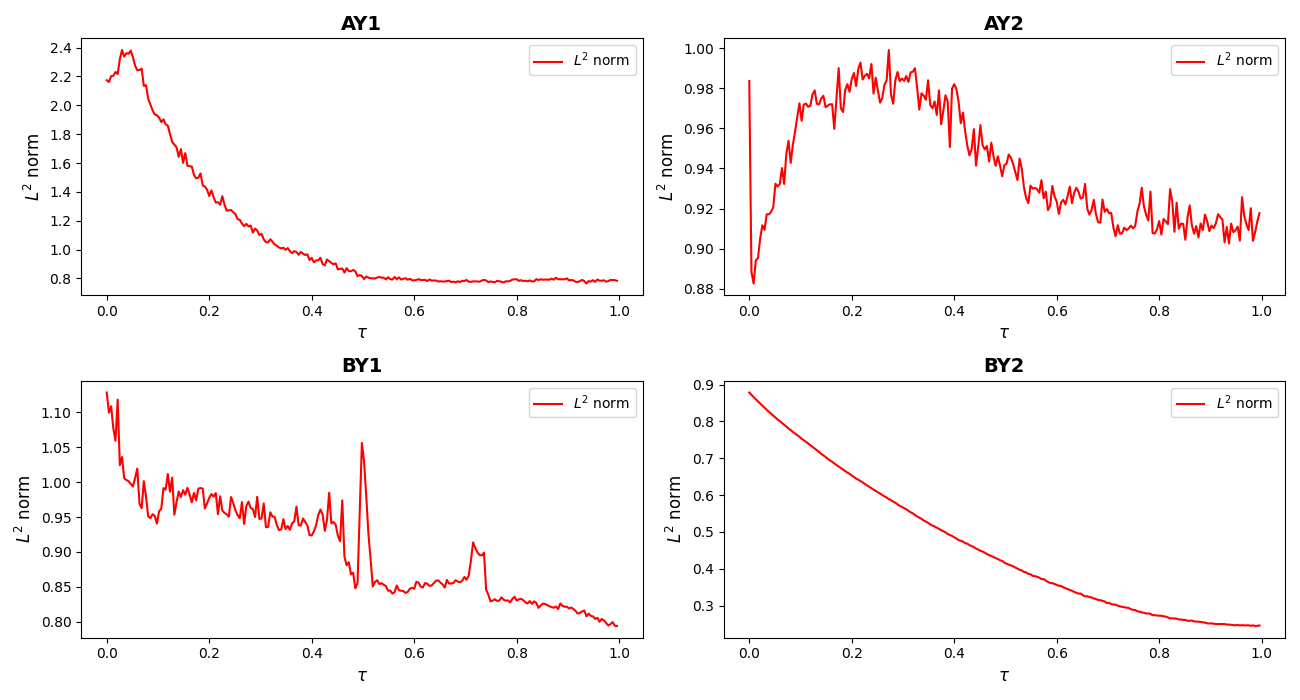 AY1
L² norm
2.4
2.2
2.0
1.8
1.6
1.4
1.2
1.0
0.8
L² norm
0.0 0.2 0.4 0.6 0.8 1.0
τ
AY2
L² norm
1.00
0.98
0.96
0.94
0.92
0.90
0.88
L² norm
0.0 0.2 0.4 0.6 0.8 1.0
τ
BY1
L² norm
1.10
1.05
1.00
0.95
0.90
0.85
0.80
L² norm
0.0 0.2 0.4 0.6 0.8 1.0
τ
BY2
L² norm
0.9
0.8
0.7
0.6
0.5
0.4
0.3
L² norm
0.0 0.2 0.4 0.6 0.8 1.0
τ